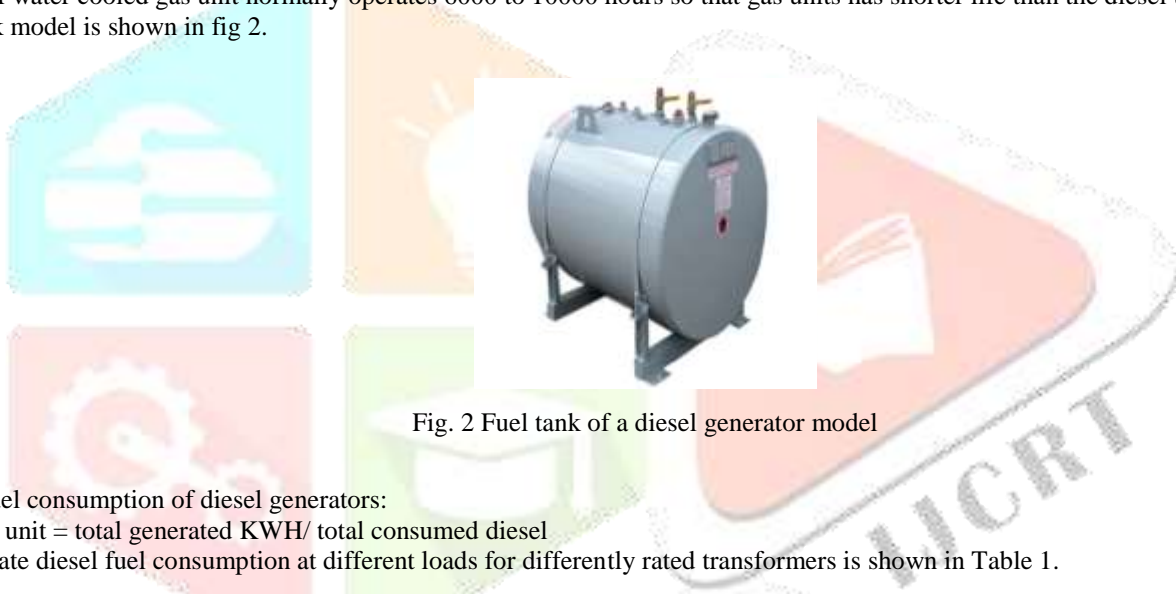 water cooled gas unit normally operates 6000 to 10000 hours so that gas units has shorter life than the diesel
model is shown in fig 2.
Fig. 2 Fuel tank of a diesel generator model
el consumption of diesel generators:
unit = total generated KWH/ total consumed diesel
ate diesel fuel consumption at different loads for differently rated transformers is shown in Table 1.
IJCRT